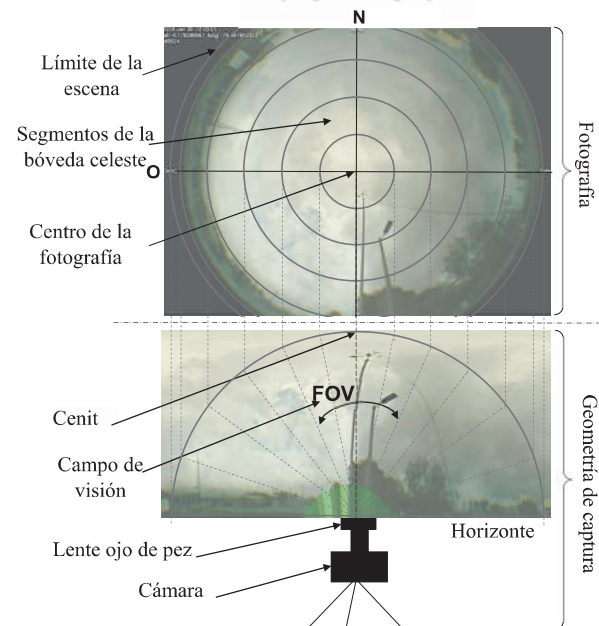 N
Límite de la
escena
Segmentos de la
bóveda celeste
O
Centro de la
fotografía
Fotografía
Cenit
FOV
Campo de
visión
Horizonte
Lente ojo de pez
Cámara
Geometría de captura